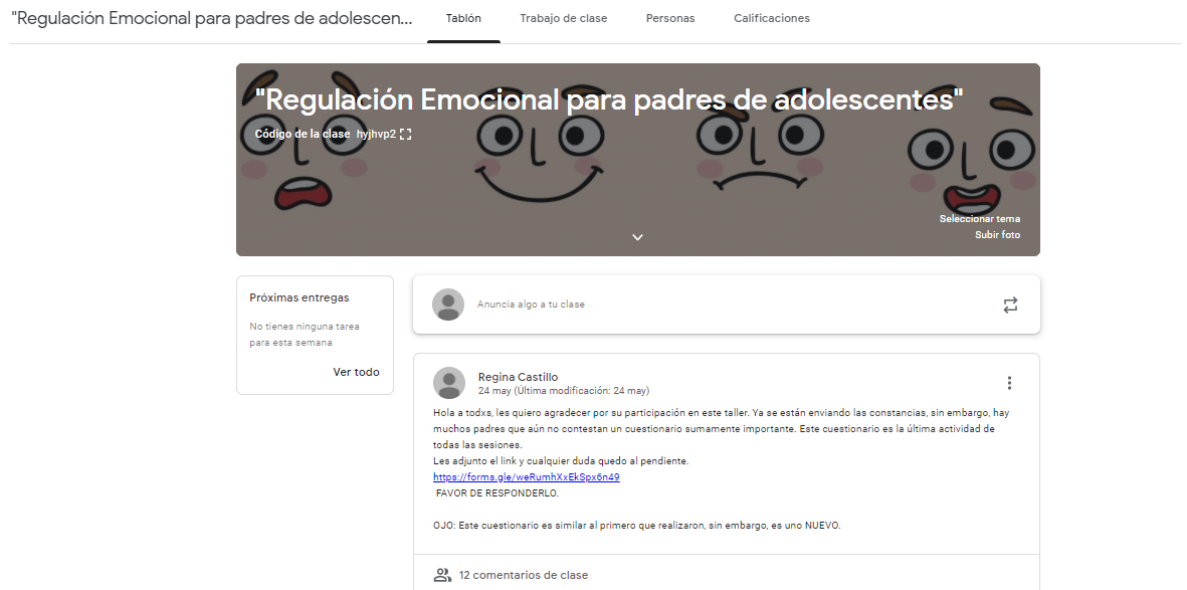 "Regulación Emocional para padres de adolescen...
Tablón
Trabajo de clase
Personas
Calificaciones
"Regulación Emocional para padres de adolescentes"
Código de la clase hyjhvp2
Seleccionar tema
Subir foto
Próximas entregas
No tienes ninguna tarea
para esta semana
Ver todo
Anuncia algo a tu clase
Regina Castillo
24 may (Última modificación: 24 may)
Hola a todxs, les quiero agradecer por su participación en este taller. Ya se están enviando las constancias, sin embargo, hay
muchos padres que aún no contestan un cuestionario sumamente importante. Este cuestionario es la última actividad de
todas las sesiones.
Les adjunto el link y cualquier duda quedo al pendiente.
https://forms.gle/weRumhXxEkSpx6n49
FAVOR DE RESPONDERLO.
OJO: Este cuestionario es similar al primero que realizaron, sin embargo, es uno NUEVO.
12 comentarios de clase